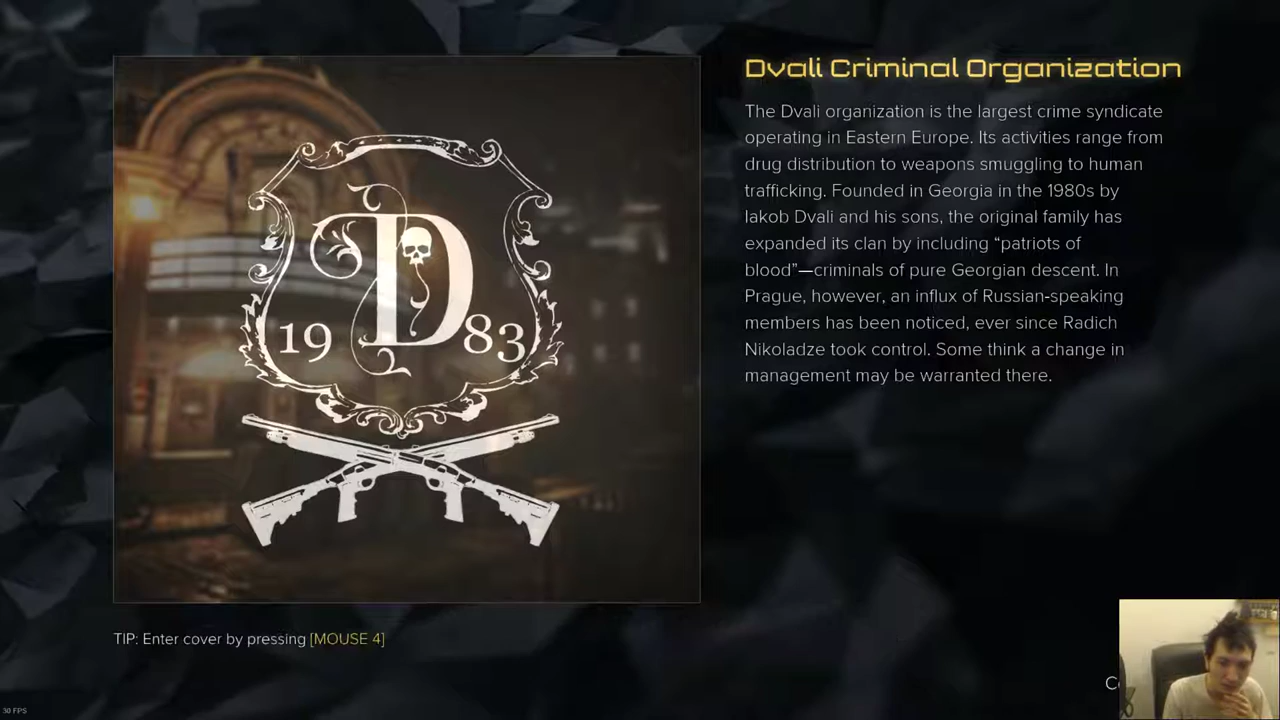 Dvali Criminal Organization
The Dvali organization is the largest crime syndicate
operating in Eastern Europe. Its activities range from
drug distribution to weapons smuggling to human
trafficking. Founded in Georgia in the 1980s by
Iakob Dvali and his sons, the original family has
expanded its clan by including “patriots of
blood”—criminals of pure Georgian descent. In
Prague, however, an influx of Russian-speaking
members has been noticed, ever since Radich
Nikoladze took control. Some think a change in
management may be warranted there.
D
19 83
TIP: Enter cover by pressing [MOUSE 4]
30 FPS